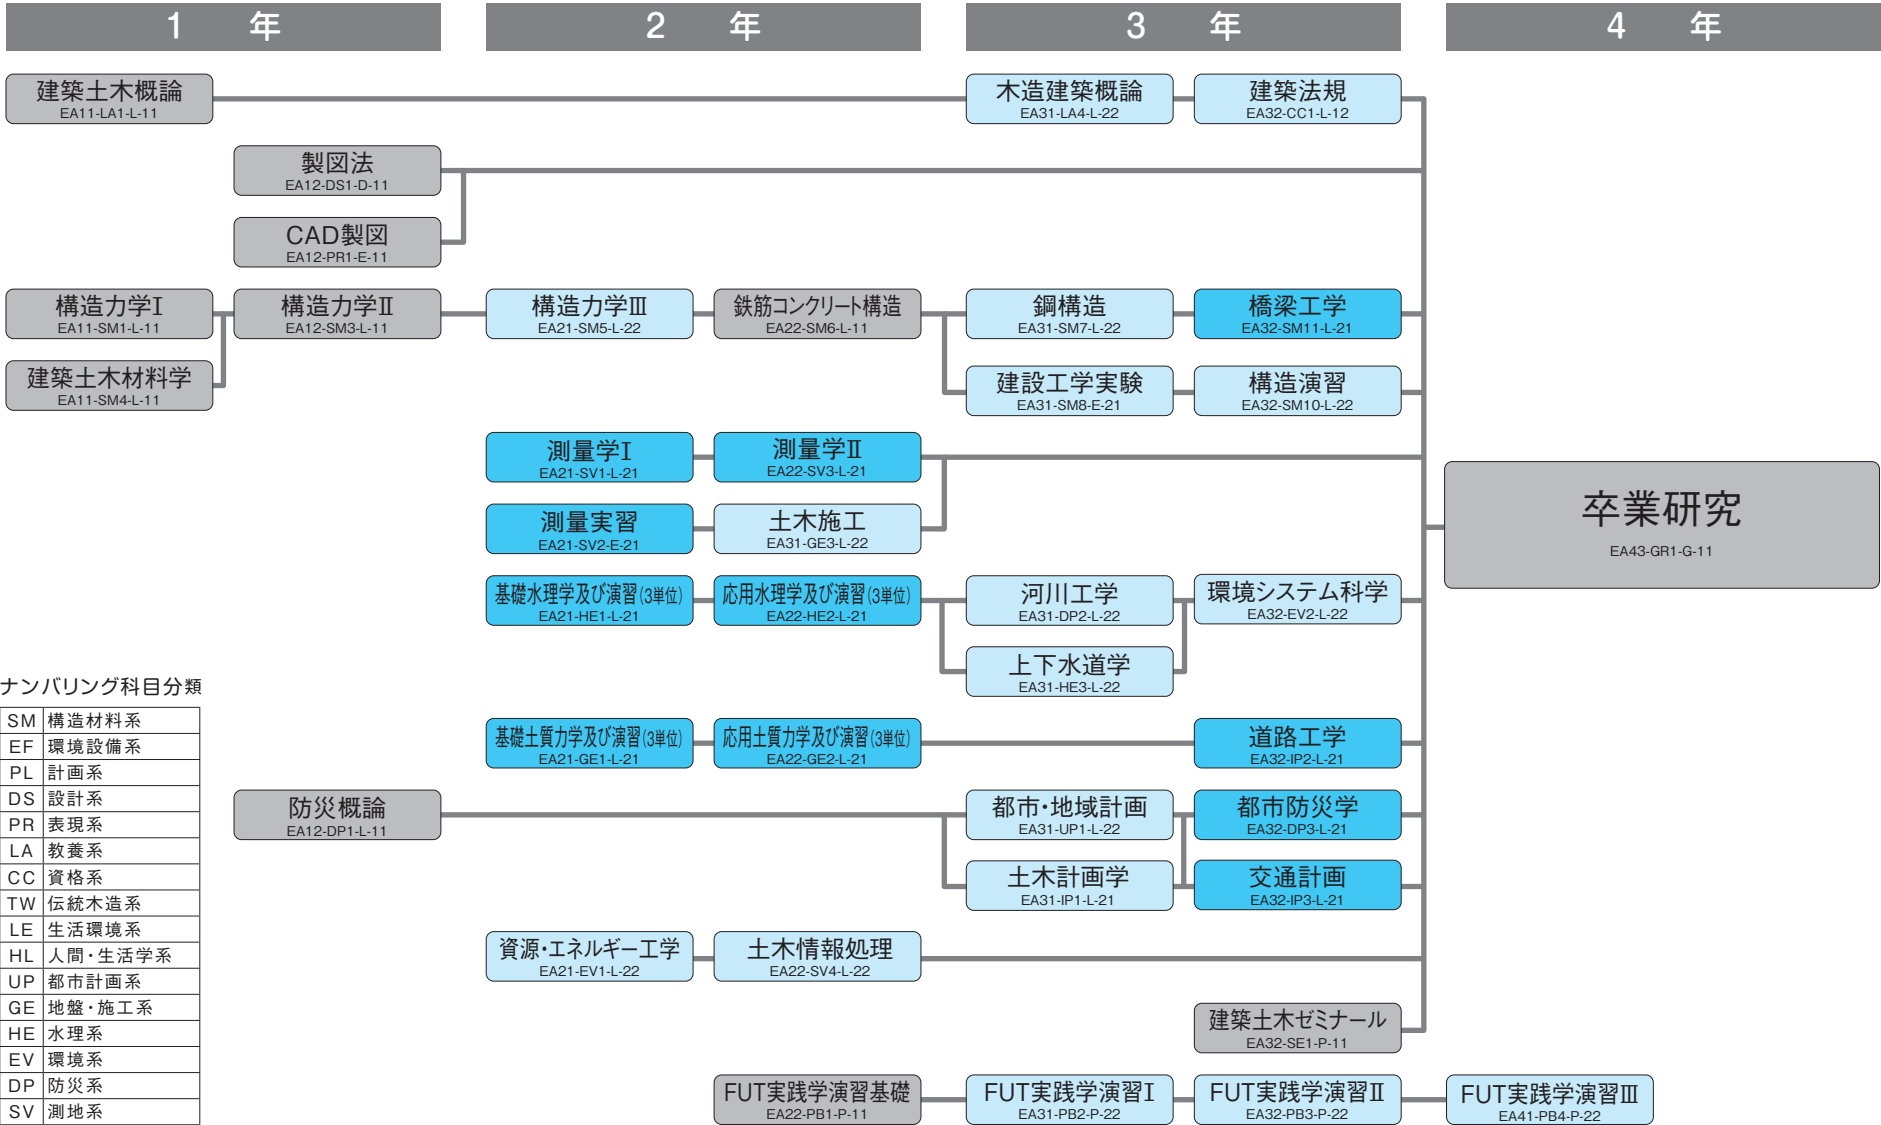 1 年
2 年
3 年
4 年
建築土木概論
EA11-LA1-L-11
木造建築概論
EA31-LA4-L-22
建築法規
EA32-CC1-L-12
製図法
EA12-DS1-D-11
CAD製図
EA12-PR1-E-11
構造力学Ⅰ
EA11-SM1-L-11
構造力学Ⅱ
EA12-SM3-L-11
構造力学Ⅲ
EA21-SM5-L-22
鉄筋コンクリート構造
EA22-SM6-L-11
鋼構造
EA31-SM7-L-22
橋梁工学
EA32-SM11-L-21
建築土木材料学
EA11-SM4-L-11
建設工学実験
EA31-SM8-E-21
構造演習
EA32-SM10-L-22
測量学Ⅰ
EA21-SV1-L-21
測量学Ⅱ
EA22-SV3-L-21
測量実習
EA21-SV2-E-21
土木施工
EA31-GE3-L-22
卒業研究
EA43-GR1-G-11
基礎水理学及び演習(3単位)
EA21-HE1-L-21
応用水理学及び演習(3単位)
EA22-HE2-L-21
河川工学
EA31-DP2-L-22
環境システム科学
EA32-EV2-L-22
上下水道学
EA31-HE3-L-22
基礎土質力学及び演習(3単位)
EA21-GE1-L-21
応用土質力学及び演習(3単位)
EA22-GE2-L-21
道路工学
EA32-IP2-L-21
防災概論
EA12-DP1-L-11
都市・地域計画
EA31-UP1-L-22
都市防災学
EA32-DP3-L-21
土木計画学
EA31-IP1-L-21
交通計画
EA32-IP3-L-21
資源・エネルギー工学
EA21-EV1-L-22
土木情報処理
EA22-SV4-L-22
建築土木ゼミナール
EA32-SE1-P-11
FUT実践学演習基礎
EA22-PB1-P-11
FUT実践学演習Ⅰ
EA31-PB2-P-22
FUT実践学演習Ⅱ
EA32-PB3-P-22
FUT実践学演習Ⅲ
EA41-PB4-P-22
ナンバリング科目分類
SM 構造材料系
EF 環境設備系
PL 計画系
DS 設計系
PR 表現系
LA 教養系
CC 資格系
TW 伝統木造系
LE 生活環境系
HL 人間・生活学系
UP 都市計画系
GE 地盤・施工系
HE 水理系
EV 環境系
DP 防災系
SV 測地系